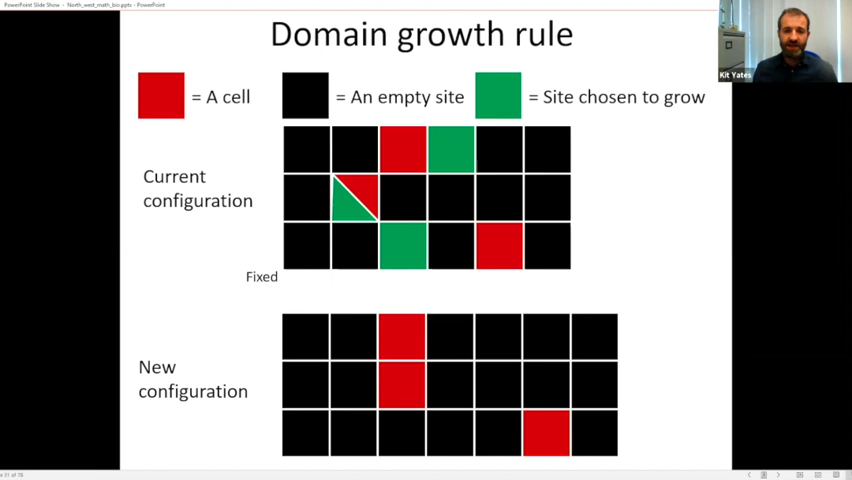 PowerPoint Slide Show - North_west_math_bio.pptx - PowerPoint
Domain growth rule
Kit Yates
= A cell
= An empty site
= Site chosen to grow
Current
configuration
Fixed
New
configuration